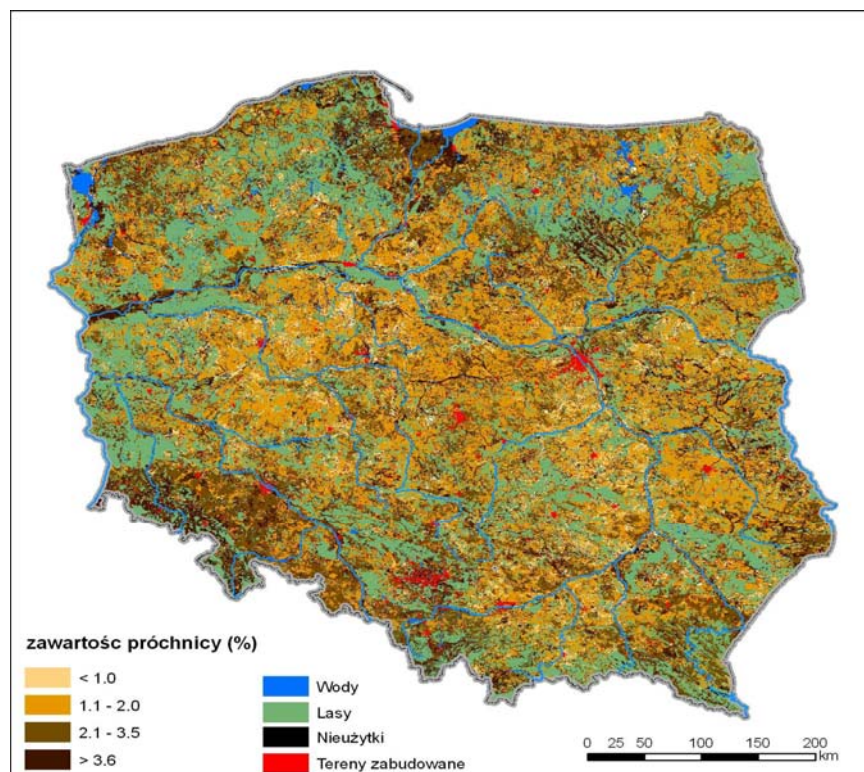 zawartośc próchnicy (%)
< 1.0
1.1 - 2.0
2.1 - 3.5
> 3.6
Wody
Lasy
Nieużytki
Tereny zabudowane
0 25 50 100 150 200
km